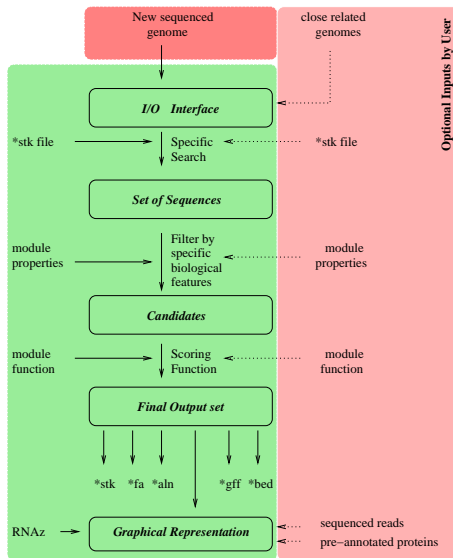 New sequenced
genome
close related
genomes
Optional Inputs by User
I/O Interface
*stk file
Specific
Search
*stk file
Set of Sequences
module
properties
Filter by
specific
biological
features
module
properties
Candidates
module
function
Scoring
Function
module
function
Final Output set
*stk *fa *aln *gff *bed
RNAz
Graphical Representation
sequenced reads
pre-annotated proteins